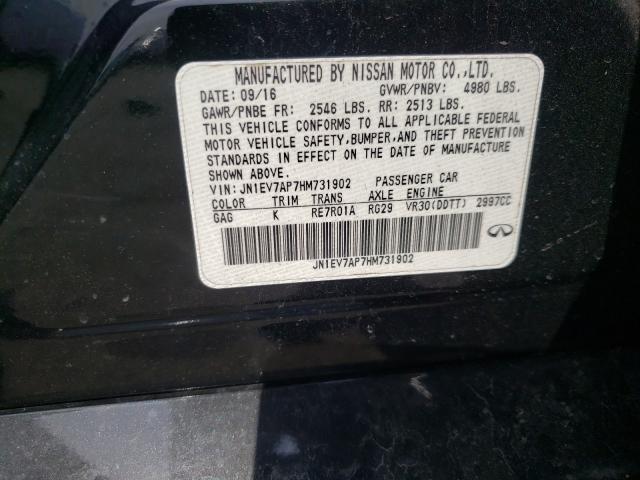 MANUFACTURED BY NISSAN MOTOR CO.,LTD.
DATE: 09/16 GVWR/PNBV: 4980 LBS.
GAWR/PNBE FR: 2546 LBS. RR: 2513 LBS.
THIS VEHICLE CONFORMS TO ALL APPLICABLE FEDERAL
MOTOR VEHICLE SAFETY,BUMPER,AND THEFT PREVENTION
STANDARDS IN EFFECT ON THE DATE OF MANUFACTURE
SHOWN ABOVE.
VIN: JN1EV7AP7HM731902 PASSENGER CAR
COLOR TRIM TRANS AXLE ENGINE
GAG K RE7R01A RG29 VR30(DDTT) 2997CC
JN1EV7AP7HM731902